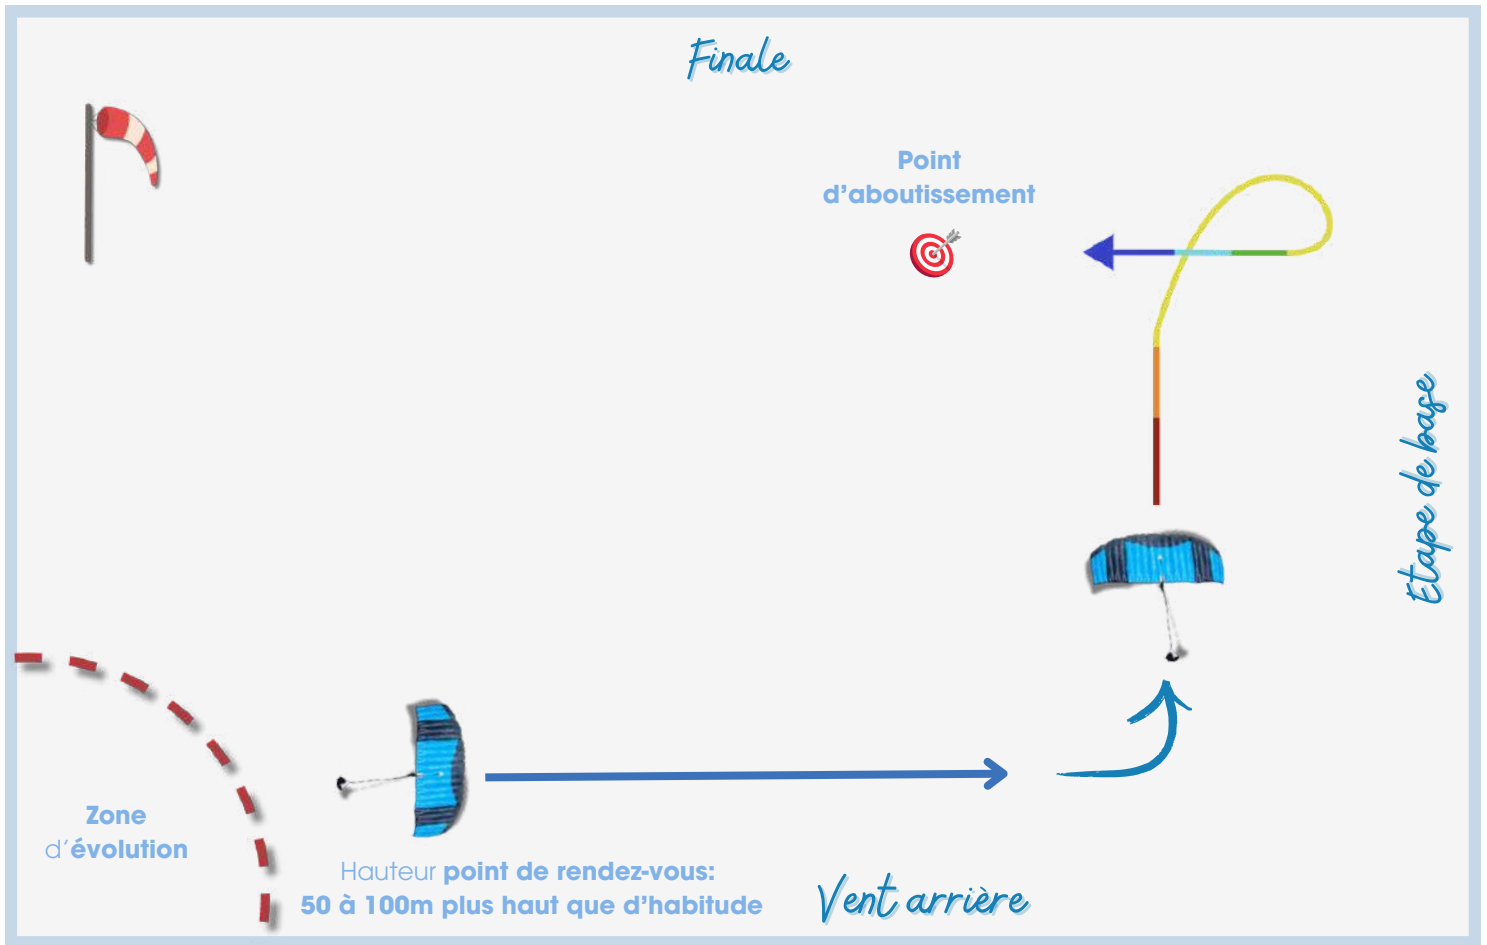 Finale
Point
d'aboutissement
Etape de base
Zone
d'évolution
Hauteur point de rendez-vous:
50 à 100m plus haut que d'habitude
Vent arrière